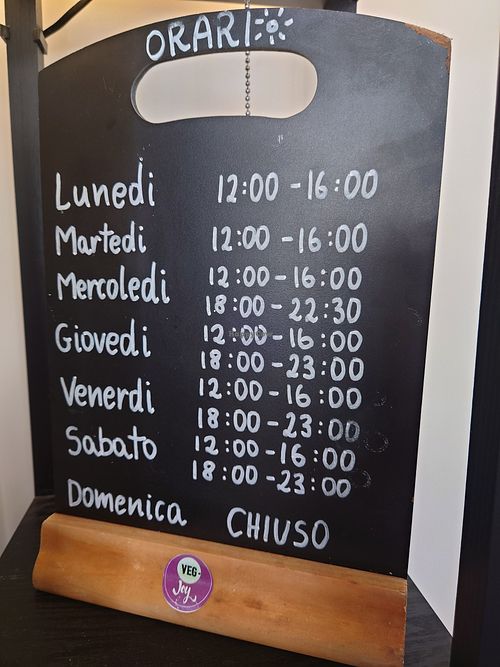 ORARI
Lunedi 12:00 - 16:00
Martedi 12:00 - 16:00
Mercoledi 12:00 - 16:00
18:00 - 22:30
Giovedi 12:00 - 16:00
18:00 - 23:00
Venerdi 12:00 - 16:00
18:00 - 23:00
Sabato 12:00 - 16:00
18:00 - 23:00
Domenica CHIUSO
VEG-
Joy